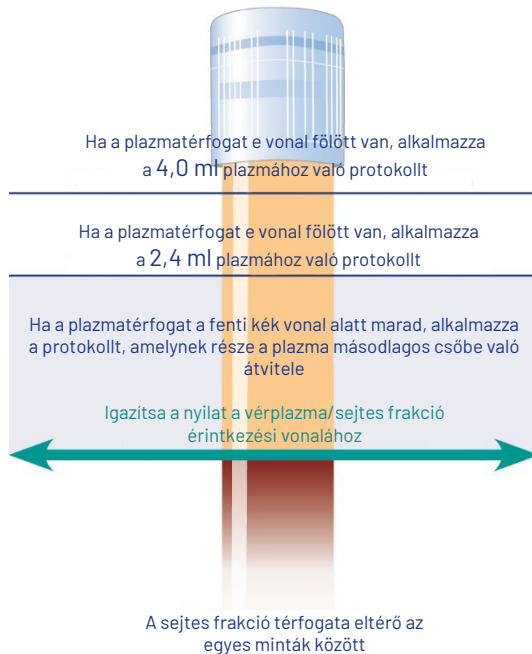 Ha a plazmatérfogat e vonal fölött van, alkalmazza
a 4,0 ml plazmához való protokollt
Ha a plazmatérfogat e vonal fölött van, alkalmazza
a 2,4 ml plazmához való protokollt
Ha a plazmatérfogat a fenti kék vonal alatt marad, alkalmazza
a protokollt, amelynek része a plazma másodlagos csőbe való
átvitele
Igazítsa a nyilat a vérplazma/sejtes frakció
érintkezési vonalához
A sejtes frakció térfogata eltérő az
egyes minták között